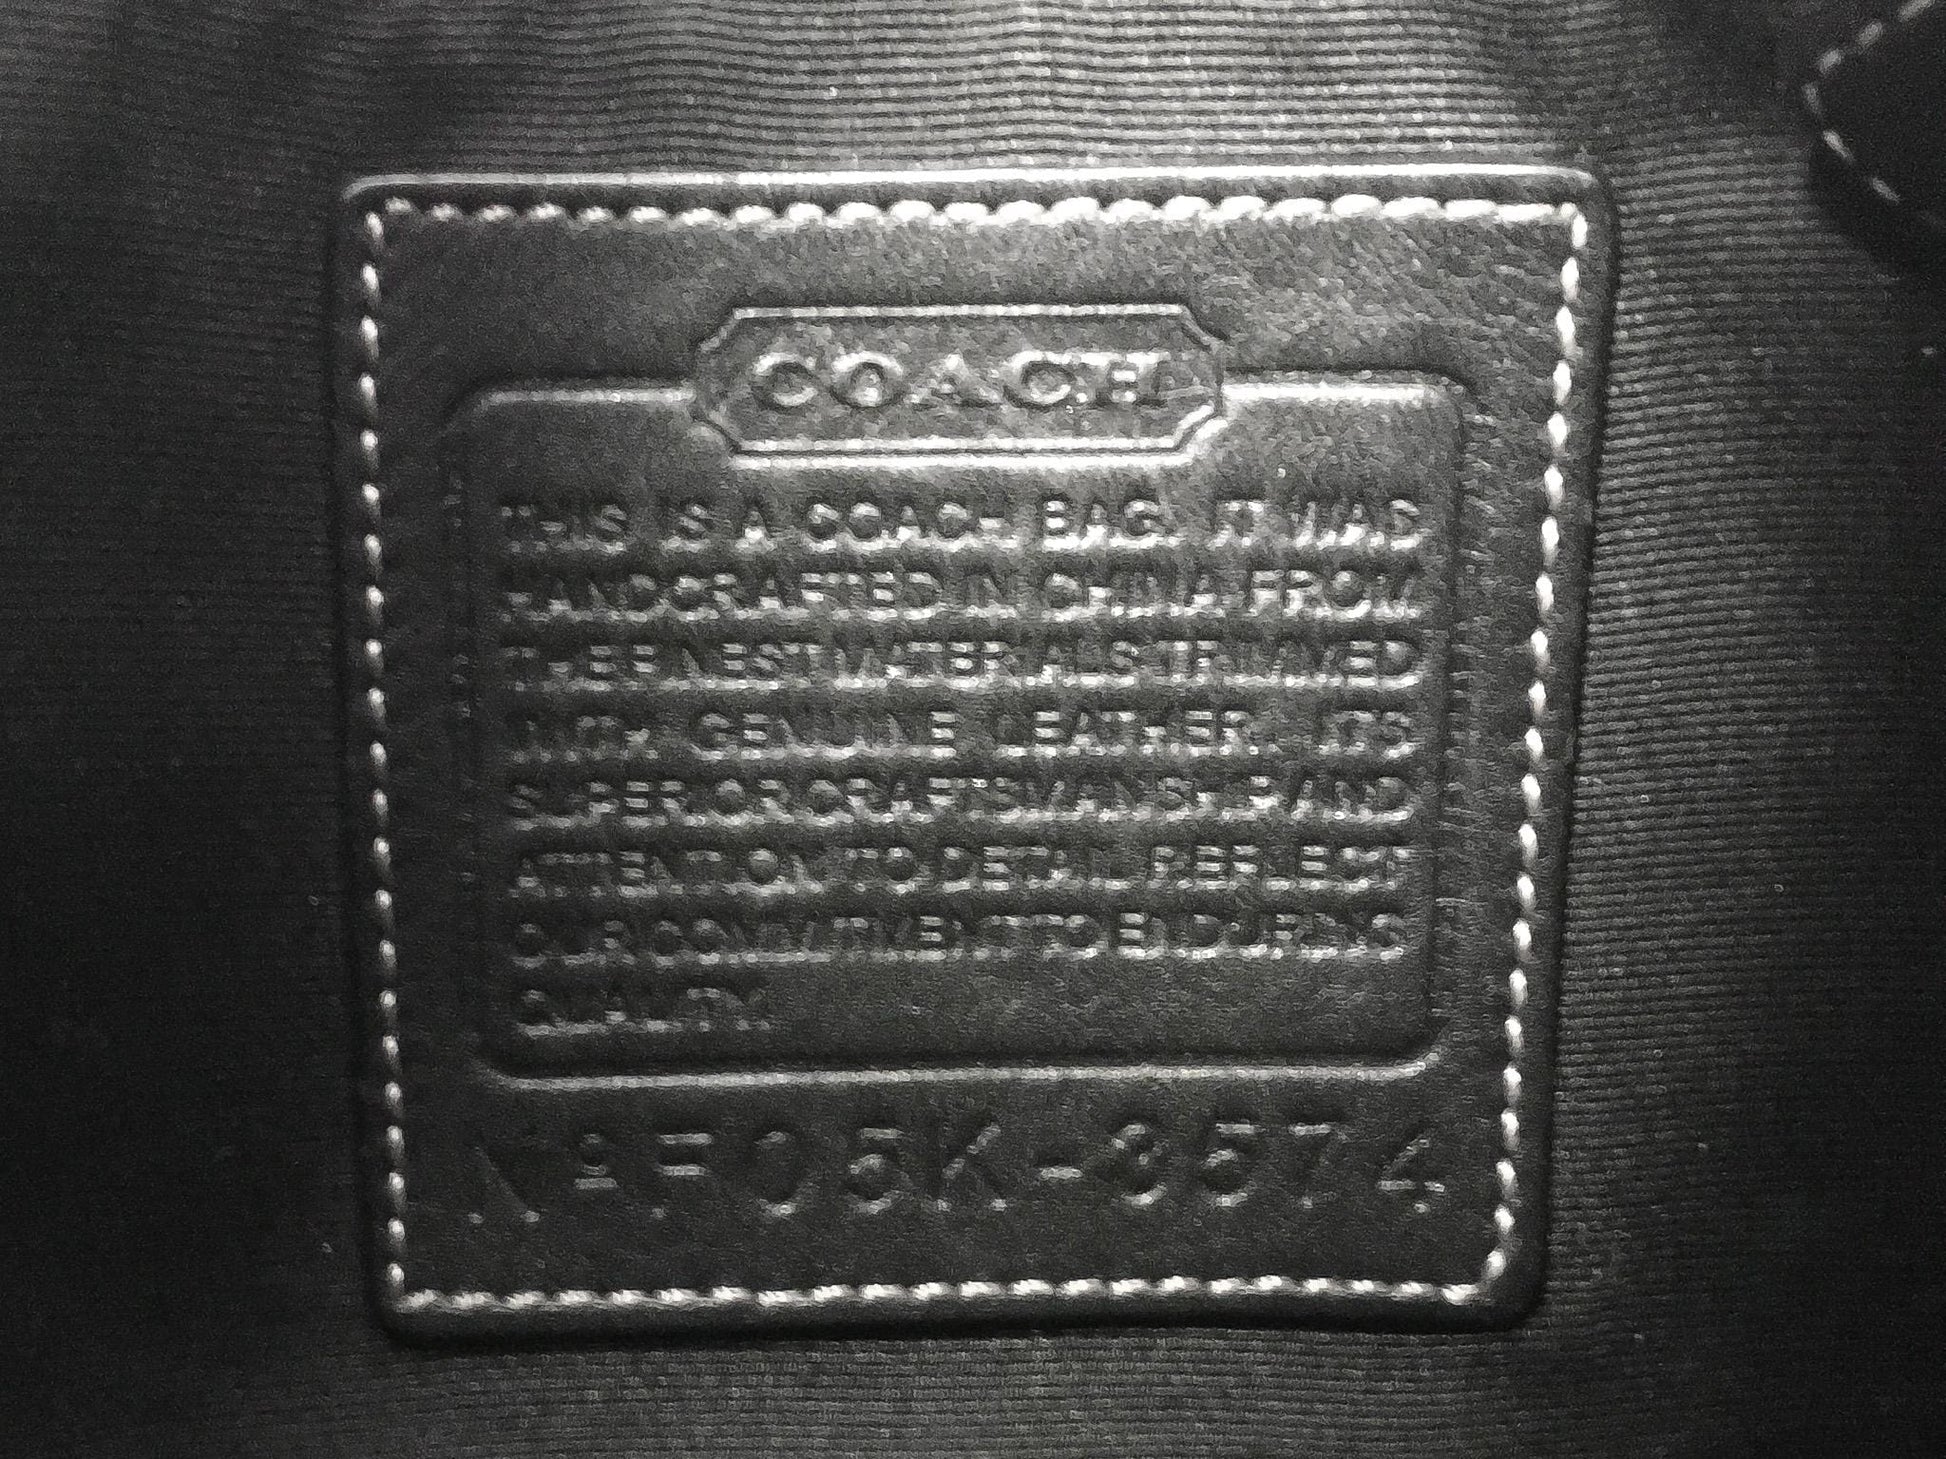 COACH
THIS IS A COACH BAG. IT WAS
HANDCRAFTED IN CHINA FROM
THE FINEST MATERIALS TRIMMED
WITH GENUINE LEATHER. ITS
SUPERIOR CRAFTSMANSHIP AND
ATTENTION TO DETAIL REFLECT
OUR COMMITMENT TO ENDURING
QUALITY.
Nº F05K-8574